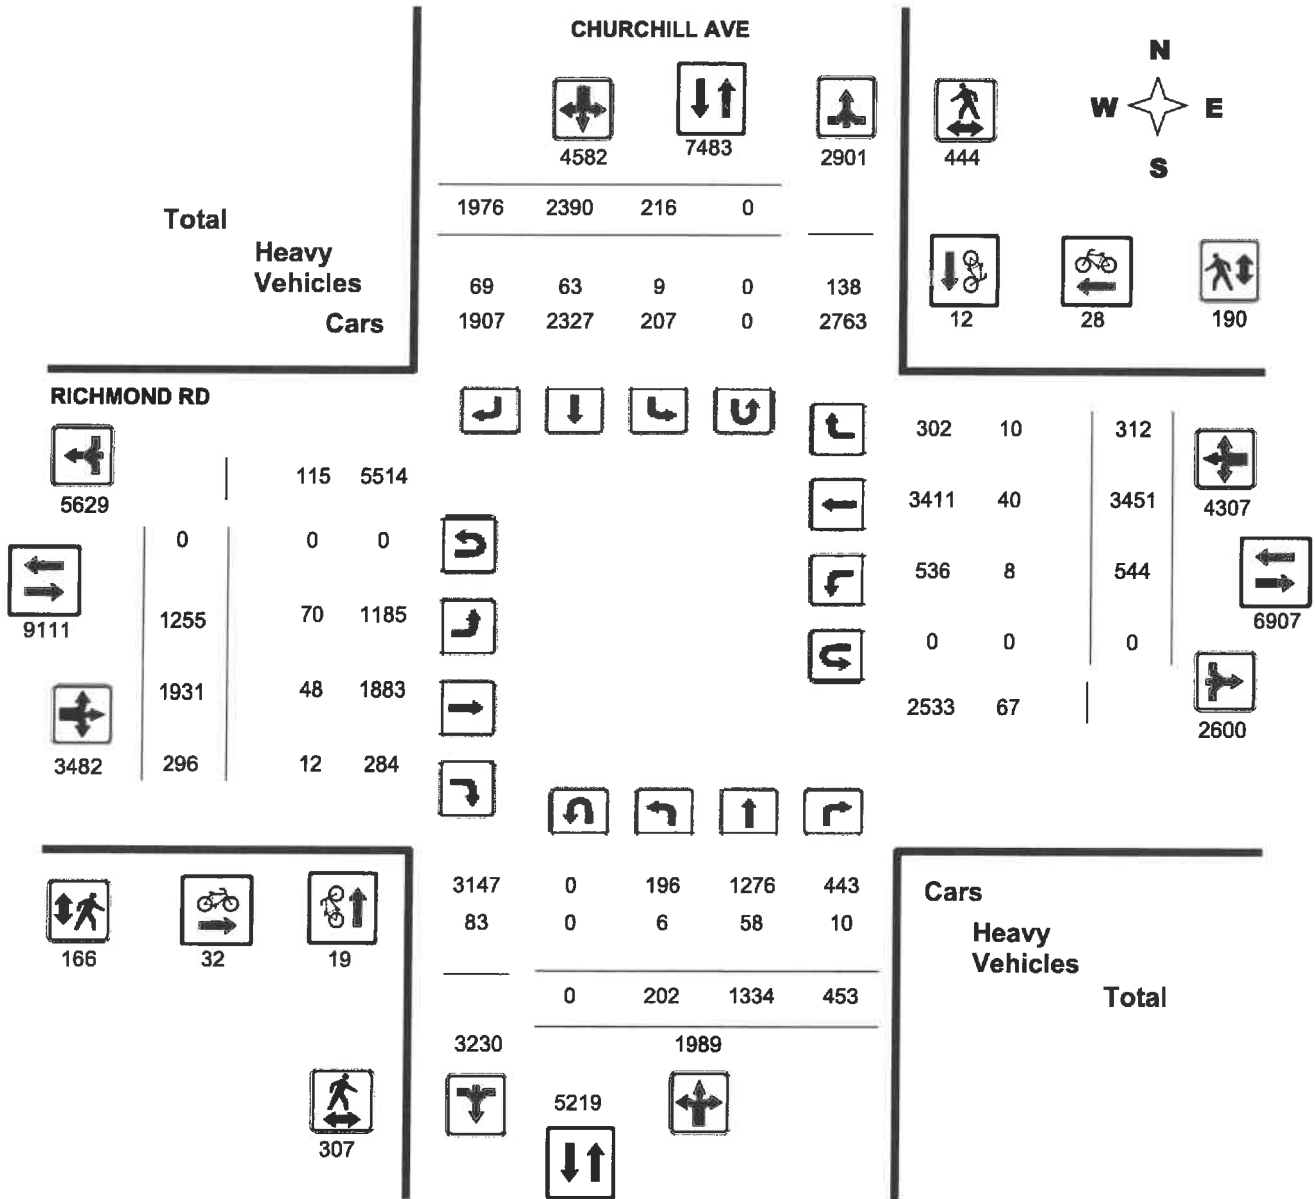 CHURCHILL AVE
N
W E
S
4582 7483 2901 444
1976 2390 216 0
Total
Heavy
Vehicles
69 63 9 0 138
Cars
1907 2327 207 0 2763
12 28 190
RICHMOND RD
302 10 312
115 5514
5629
3411 40 3451
4307
0 0 0
536 8 544
9111
1255 70 1185
6907
0 0 0
1931 48 1883
2533 67
2600
3482 296 12 284
3147 0 196 1276 443
Cars
83 0 6 58 10
Heavy
Vehicles
166 32 19
0 202 1334 453
Total
3230 1989
5219
307